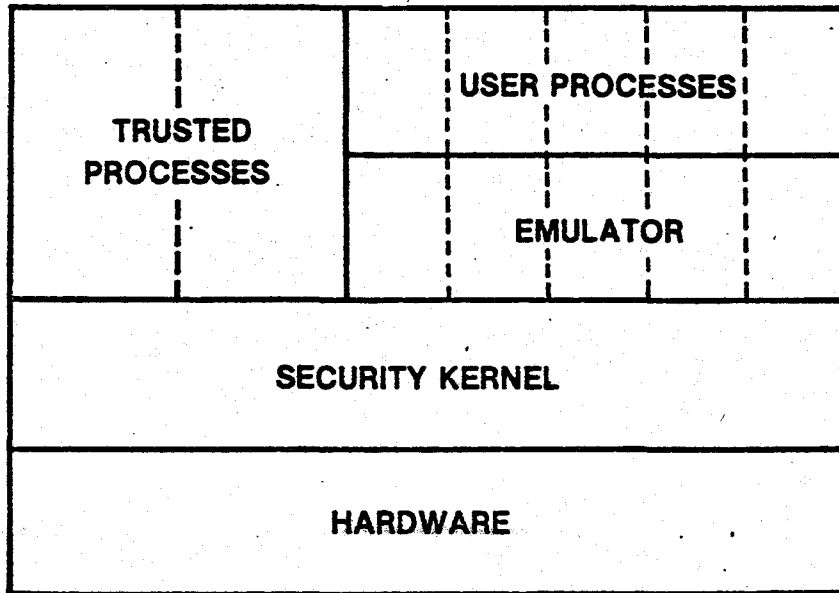 TRUSTED
PROCESSES
USER PROCESSES
EMULATOR
SECURITY KERNEL
HARDWARE